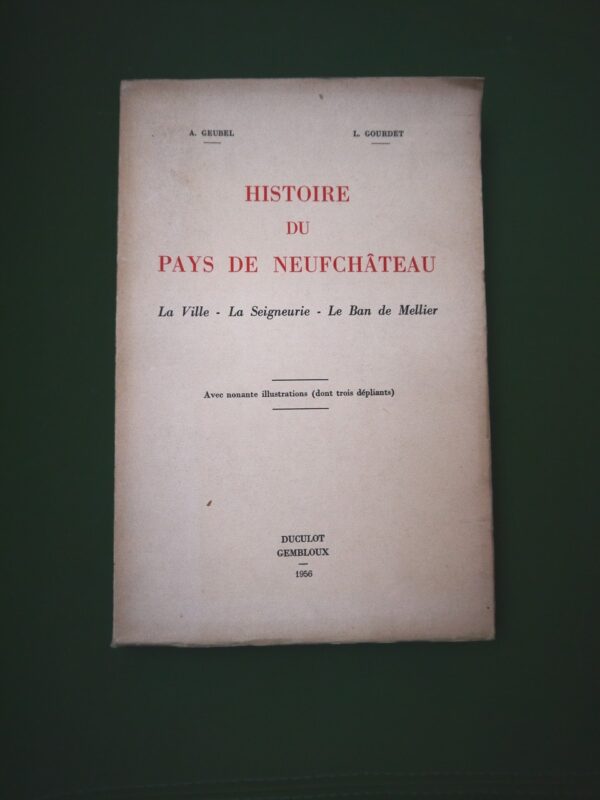 A. GEUBEL L. GOURDET
HISTOIRE
DU
PAYS DE NEUFCHÂTEAU
La Ville - La Seigneurie - Le Ban de Mellier
Avec nonante illustrations (dont trois dépliants)
DUCULOT
GEMBLOUX
1956